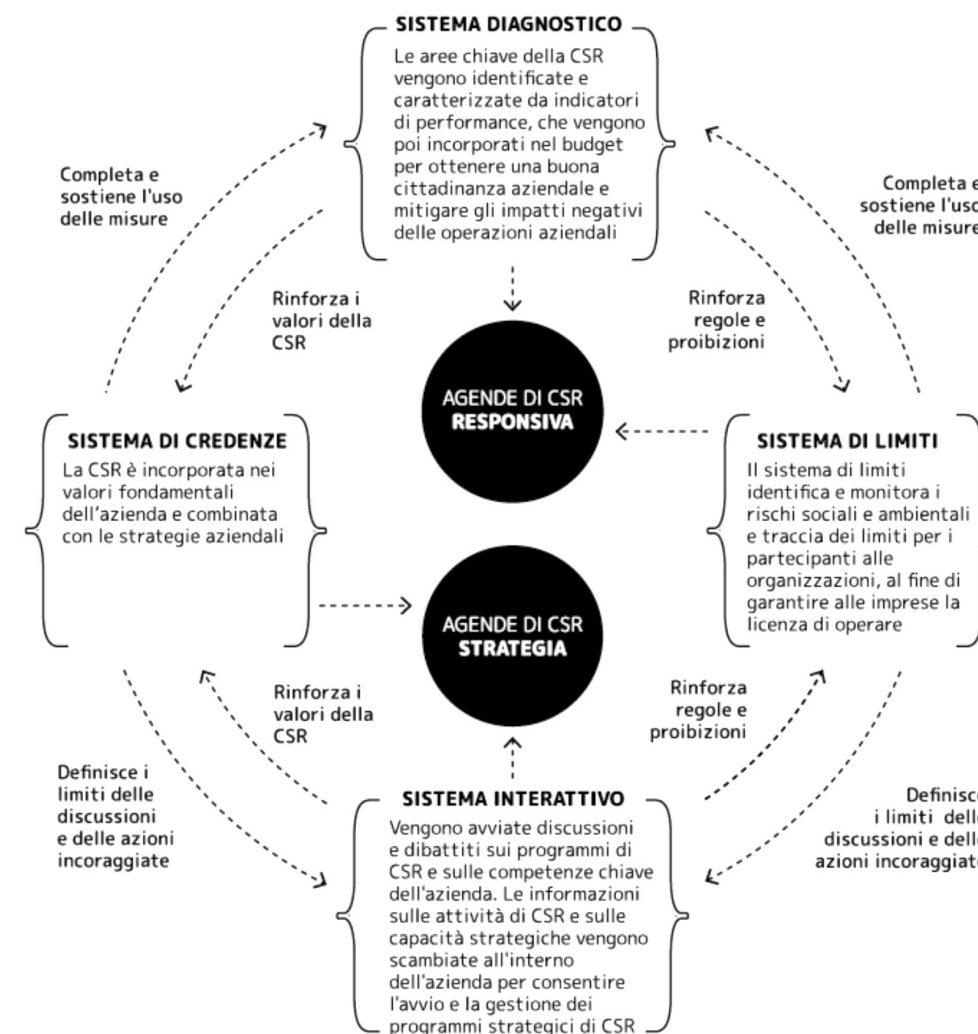 SISTEMA DIAGNOSTICO
Le aree chiave della CSR
vengono identificate e
caratterizzate da indicatori
di performance, che vengono
poi incorporati nel budget
per ottenere una buona
cittadinanza aziendale e
mitigare gli impatti negativi
delle operazioni aziendali
Completa e
sostiene l'uso
delle misure
Completa e
sostiene l'uso
delle misure
Rinforza i
valori della
CSR
Rinforza
regole e
proibizioni
AGENDE DI CSR
RESPONSIVA
SISTEMA DI CREDENZE
La CSR è incorporata nei
valori fondamentali
dell'azienda e combinata
con le strategie aziendali
SISTEMA DI LIMITI
Il sistema di limiti
identifica e monitora i
rischi sociali e ambientali
e traccia dei limiti per i
partecipanti alle
organizzazioni, al fine di
garantire alle imprese la
licenza di operare
AGENDE DI CSR
STRATEGIA
Rinforza i
valori della
CSR
Rinforza
regole e
proibizioni
Definisce i
limiti delle
discussioni
e delle azioni
incoraggiate
Definisce
i limiti delle
discussioni e delle
azioni incoraggiate
SISTEMA INTERATTIVO
Vengono avviate discussioni
e dibattiti sui programmi di
CSR e sulle competenze chiave
dell'azienda. Le informazioni
sulle attività di CSR e sulle
capacità strategiche vengono
scambiate all'interno
dell'azienda per consentire
l'avvio e la gestione dei
programmi strategici di CSR